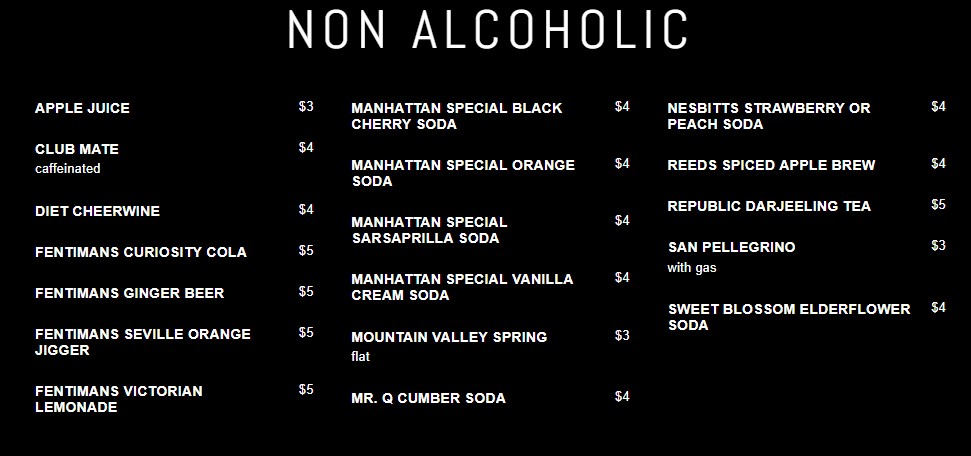 NON ALCOHOLIC
APPLE JUICE $3
CLUB MATE $4
caffeinated
DIET CHEERWINE $4
FENTIMANS CURIOSITY COLA $5
FENTIMANS GINGER BEER $5
FENTIMANS SEVILLE ORANGE $5
JIGGER
FENTIMANS VICTORIAN $5
LEMONADE
MANHATTAN SPECIAL BLACK $4
CHERRY SODA
MANHATTAN SPECIAL ORANGE $4
SODA
MANHATTAN SPECIAL $4
SARSAPRILLA SODA
MANHATTAN SPECIAL VANILLA $4
CREAM SODA
MOUNTAIN VALLEY SPRING $3
flat
MR. Q CUMBER SODA $4
NESBITTS STRAWBERRY OR $4
PEACH SODA
REEDS SPICED APPLE BREW $4
REPUBLIC DARJEELING TEA $5
SAN PELLEGRINO $3
with gas
SWEET BLOSSOM ELDERFLOWER $4
SODA